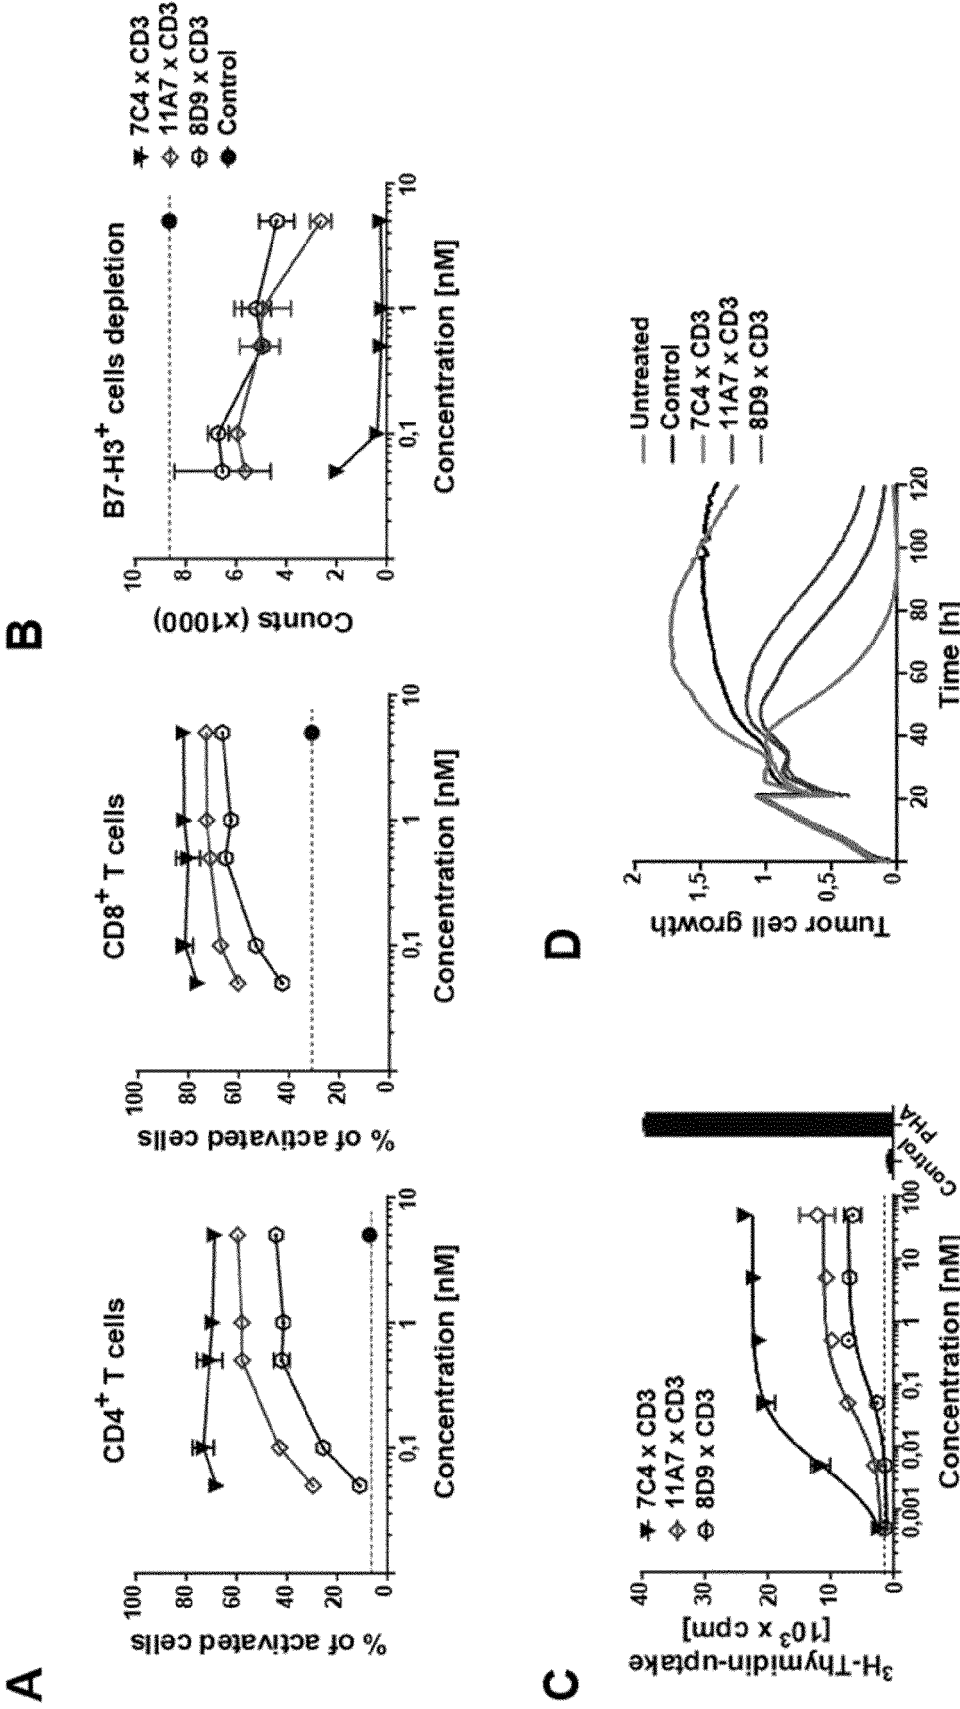 A
CD4+ T cells
% of activated cells
100
80
60
40
20
0
0,1
1
10
Concentration [nM]
CD8+ T cells
% of activated cells
100
80
60
40
20
0
0,1
1
10
Concentration [nM]
B
B7-H3+ cells depletion
Counts (x1000)
10
8
6
4
2
0
0,1
1
10
Concentration [nM]
7C4 x CD3
11A7 x CD3
8D9 x CD3
Control
C
³H-Thymidin-uptake
[10³ x cpm]
40
30
20
10
0
7C4 x CD3
11A7 x CD3
8D9 x CD3
0,001
0,01
0,1
1
10
100
Control
PHA
Concentration [nM]
D
Tumor cell growth
2
1,5
1
0,5
0
20
40
60
80
100
120
Time [h]
Untreated
Control
7C4 x CD3
11A7 x CD3
8D9 x CD3